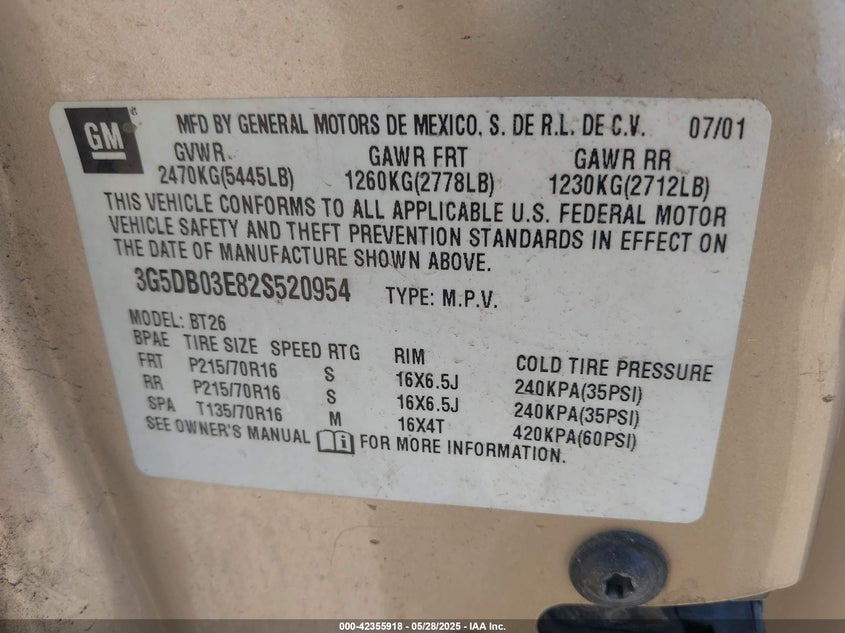 GM
MFD BY GENERAL MOTORS DE MEXICO, S. DE R.L. DE C.V. 07/01
GVWR GAWR FRT GAWR RR
2470KG(5445LB) 1260KG(2778LB) 1230KG(2712LB)
THIS VEHICLE CONFORMS TO ALL APPLICABLE U.S. FEDERAL MOTOR
VEHICLE SAFETY AND THEFT PREVENTION STANDARDS IN EFFECT ON
THE DATE OF MANUFACTURE SHOWN ABOVE.
3G5DB03E82S520954 TYPE: M.P.V.
MODEL: BT26
BPAE TIRE SIZE SPEED RTG RIM COLD TIRE PRESSURE
FRT P215/70R16 S 16X6.5J 240KPA(35PSI)
RR P215/70R16 S 16X6.5J 240KPA(35PSI)
SPA T135/70R16 M 16X4T 420KPA(60PSI)
SEE OWNER'S MANUAL FOR MORE INFORMATION.
000-42355918 - 05/28/2025 - IAA Inc.